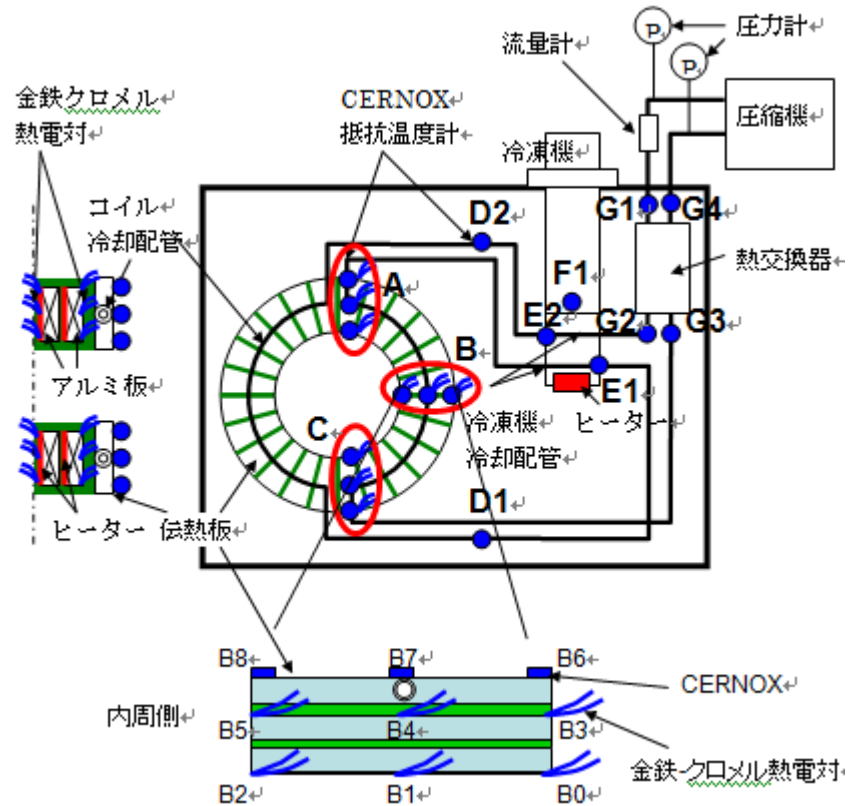 P
圧力計
流量計
P
金鉄クロメル
熱電対
CERNOX
抵抗温度計
圧縮機
冷凍機
コイル
冷却配管
D2
G1
G4
A
F1
熱交換器
E2
G2
G3
B
アルミ板
E1
C
冷凍機
冷却配管
ヒーター
D1
ヒーター
伝熱板
B8
B7
B6
CERNOX
内周側
B5
B4
B3
金鉄-クロメル熱電対
B2
B1
B0